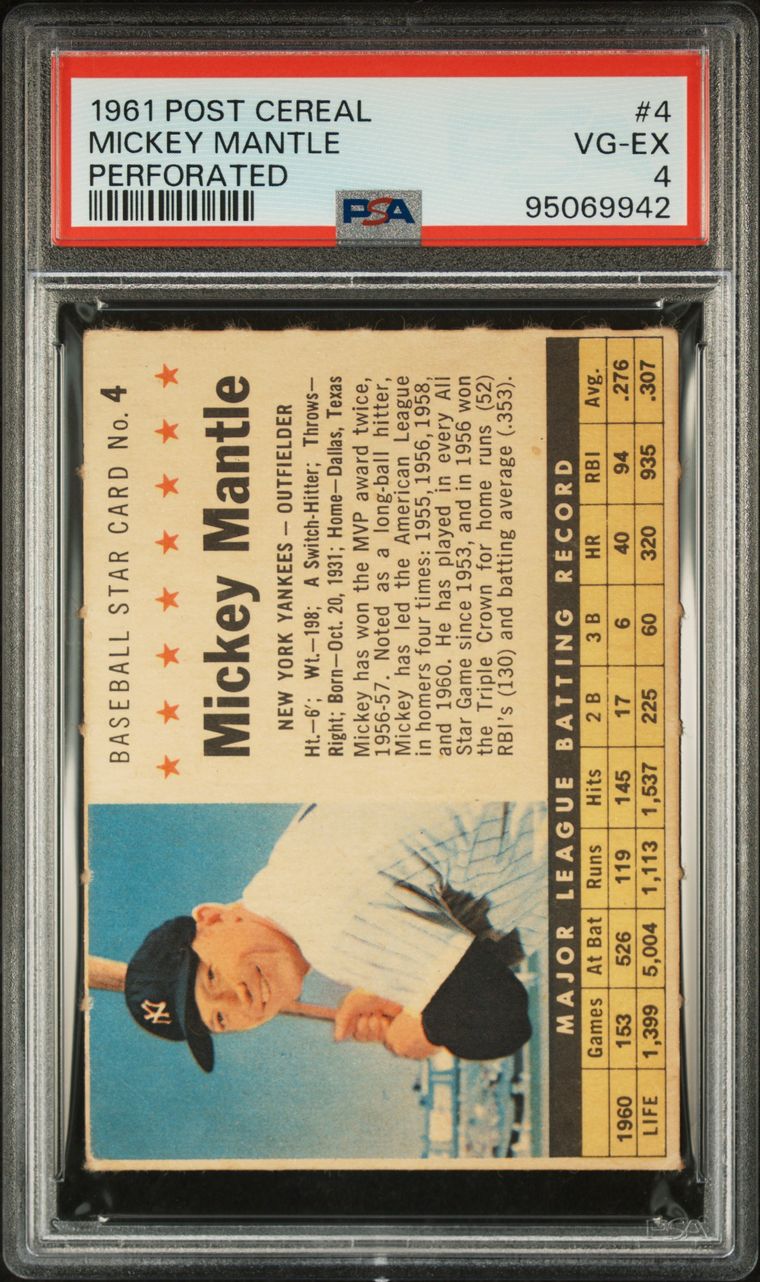 1961 POST CEREAL #4
MICKEY MANTLE VG-EX
PERFORATED 4
PSA 95069942
BASEBALL STAR CARD No. 4
Mickey Mantle
NEW YORK YANKEES — OUTFIELDER
Ht.—6'; Wt.—198; A Switch-Hitter; Throws—
Right; Born—Oct. 20, 1931; Home—Dallas, Texas
Mickey has won the MVP award twice,
1956-57. Noted as a long-ball hitter,
Mickey has led the American League
in homers four times: 1955, 1956, 1958,
and 1960. He has played in every All
Star Game since 1953, and in 1956 won
the Triple Crown for home runs (52)
RBI's (130) and batting average (.353).
NY
MAJOR LEAGUE BATTING RECORD
Games At Bat Runs Hits 2 B 3 B HR RBI Avg.
1960 153 526 119 145 17 6 40 94 .276
LIFE 1,399 5,004 1,113 1,537 225 60 320 935 .307
PSA